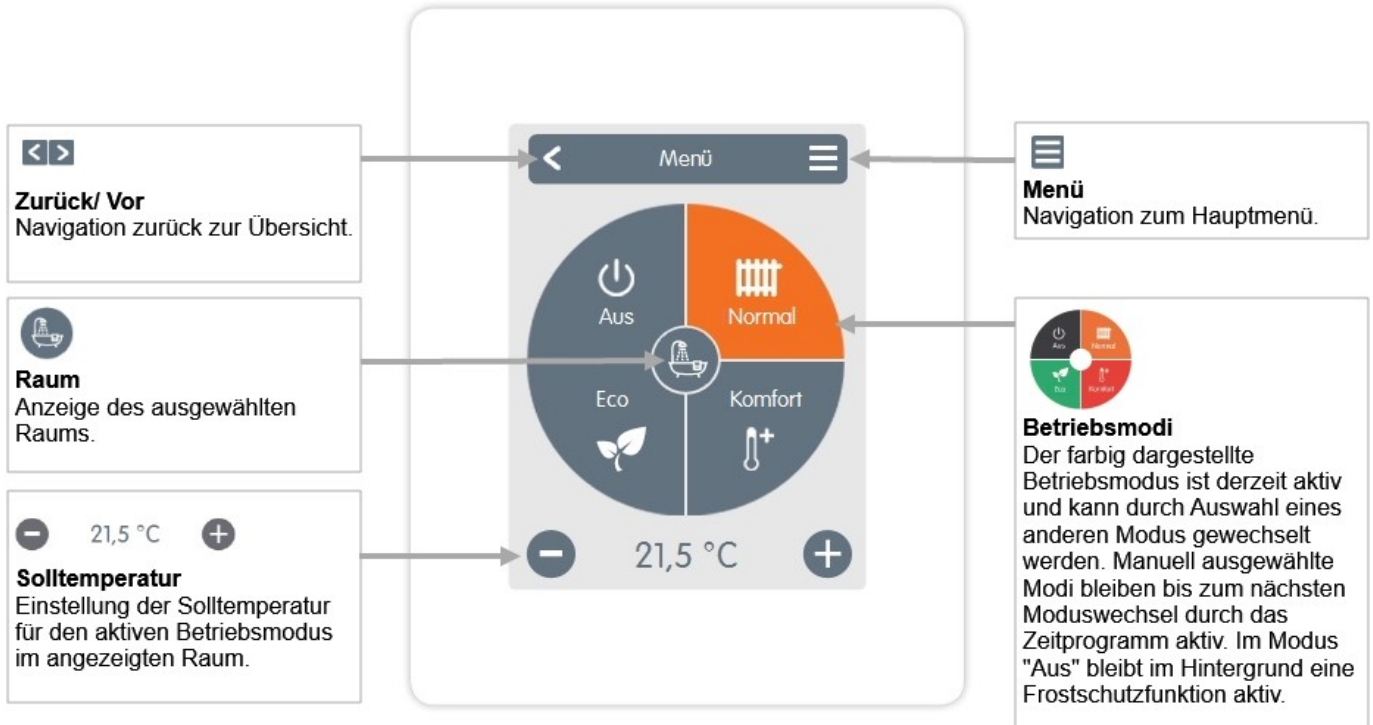 Zurück/ Vor
Navigation zurück zur Übersicht.
Raum
Anzeige des ausgewählten
Raums.
21,5 °C
Solltemperatur
Einstellung der Solltemperatur
für den aktiven Betriebsmodus
im angezeigten Raum.
Menü
Aus
Normal
Eco
Komfort
21,5 °C
Menü
Navigation zum Hauptmenü.
Aus
Normal
Eco
Komfort
Betriebsmodi
Der farbig dargestellte
Betriebsmodus ist derzeit aktiv
und kann durch Auswahl eines
anderen Modus gewechselt
werden. Manuell ausgewählte
Modi bleiben bis zum nächsten
Moduswechsel durch das
Zeitprogramm aktiv. Im Modus
"Aus" bleibt im Hintergrund eine
Frostschutzfunktion aktiv.